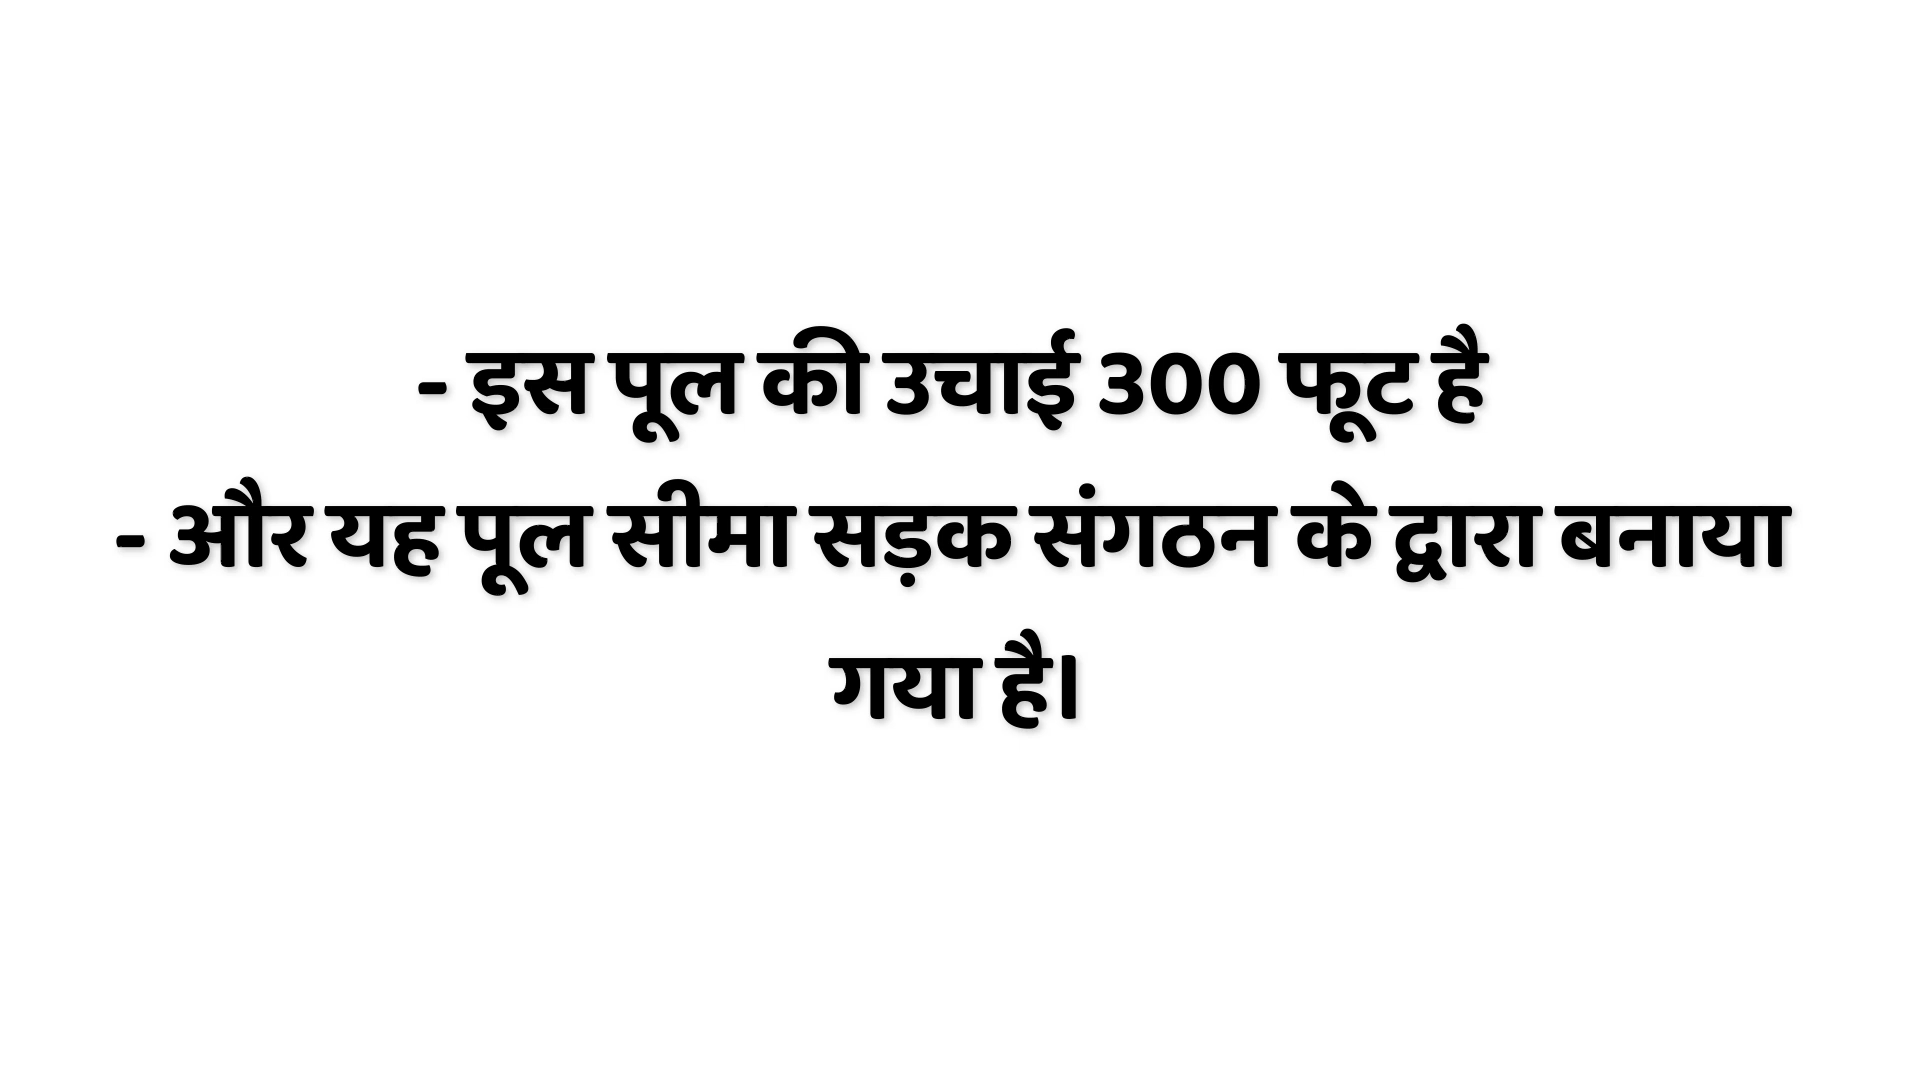 - इस पूल की उचाई 300 फूट है
- और यह पूल सीमा सड़क संगठन के द्वारा बनाया
गया है।